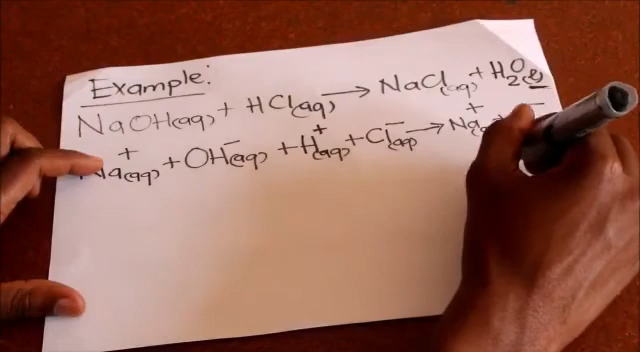 Example:
NaOH(aq) + HCl(aq) → NaCl(aq) + H₂O(l)
Na⁺(aq) + OH⁻(aq) + H⁺(aq) + Cl⁻(aq) → Na⁺